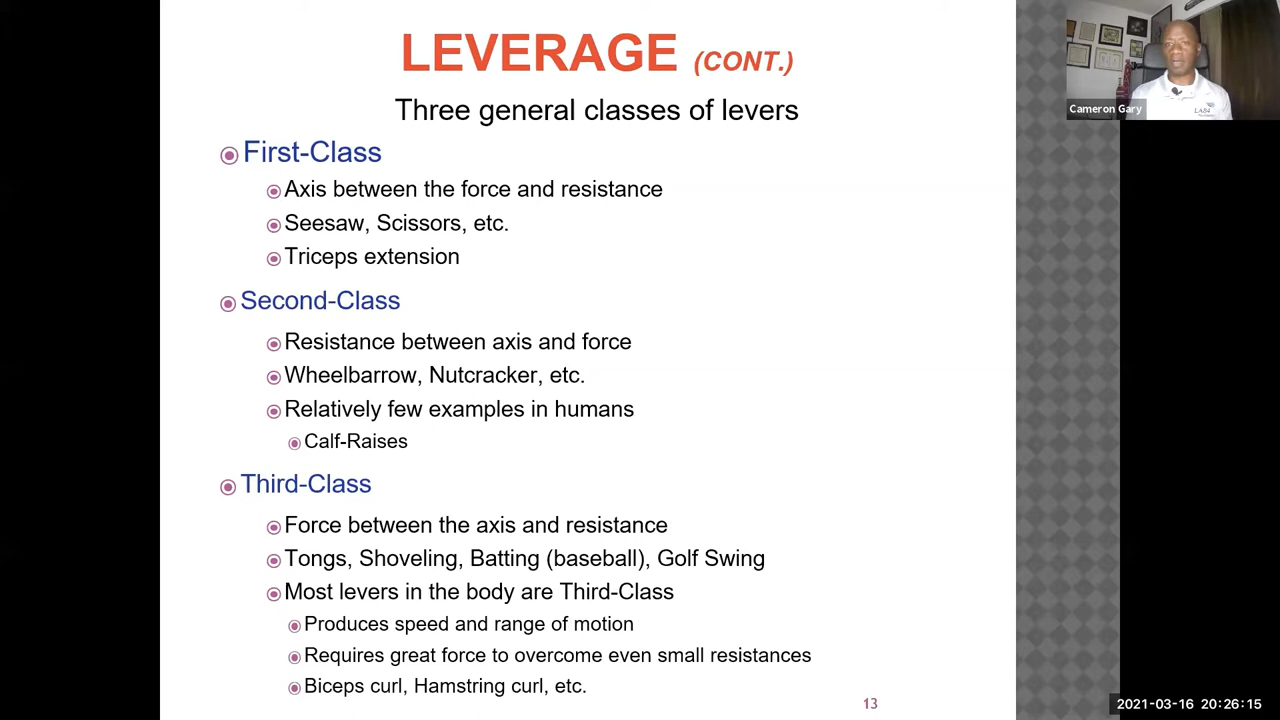 LEVERAGE (CONT.)
Three general classes of levers
First-Class
Axis between the force and resistance
Seesaw, Scissors, etc.
Triceps extension
Second-Class
Resistance between axis and force
Wheelbarrow, Nutcracker, etc.
Relatively few examples in humans
Calf-Raises
Third-Class
Force between the axis and resistance
Tongs, Shoveling, Batting (baseball), Golf Swing
Most levers in the body are Third-Class
Produces speed and range of motion
Requires great force to overcome even small resistances
Biceps curl, Hamstring curl, etc.
13
Cameron Gary
2021-03-16 20:26:15